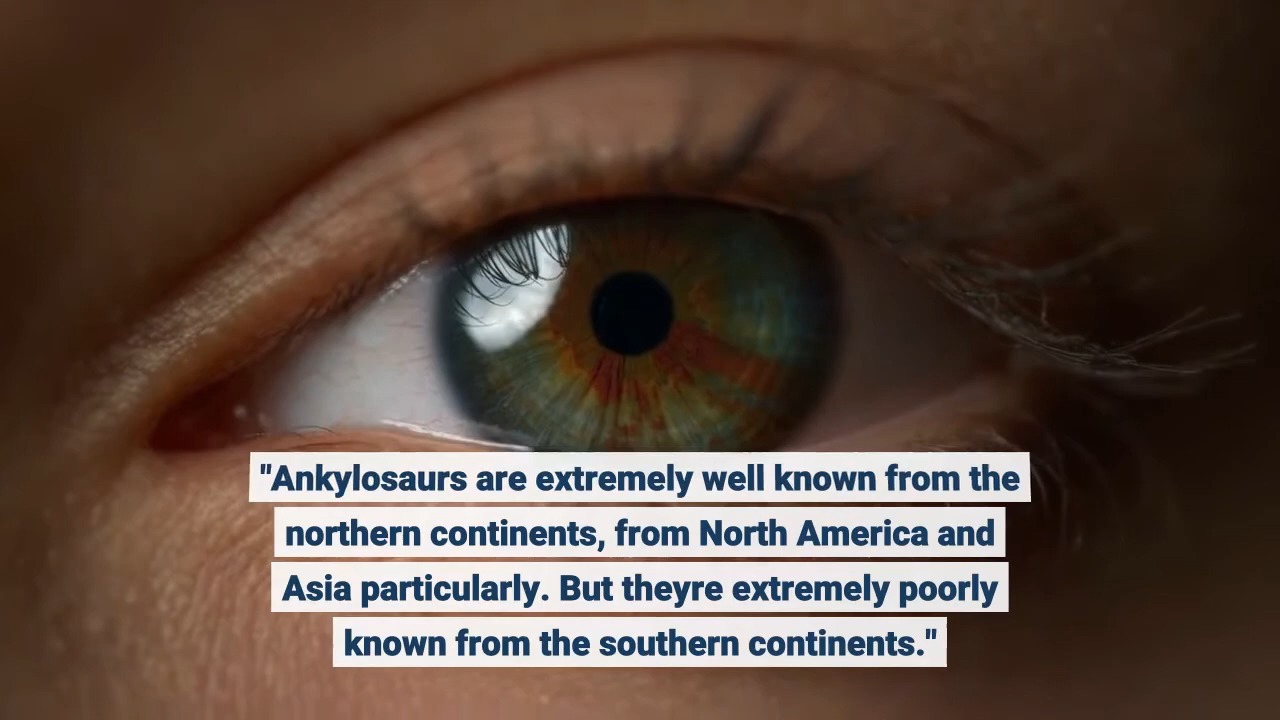 "Ankylosaurs are extremely well known from the
northern continents, from North America and
Asia particularly. But theyre extremely poorly
known from the southern continents."